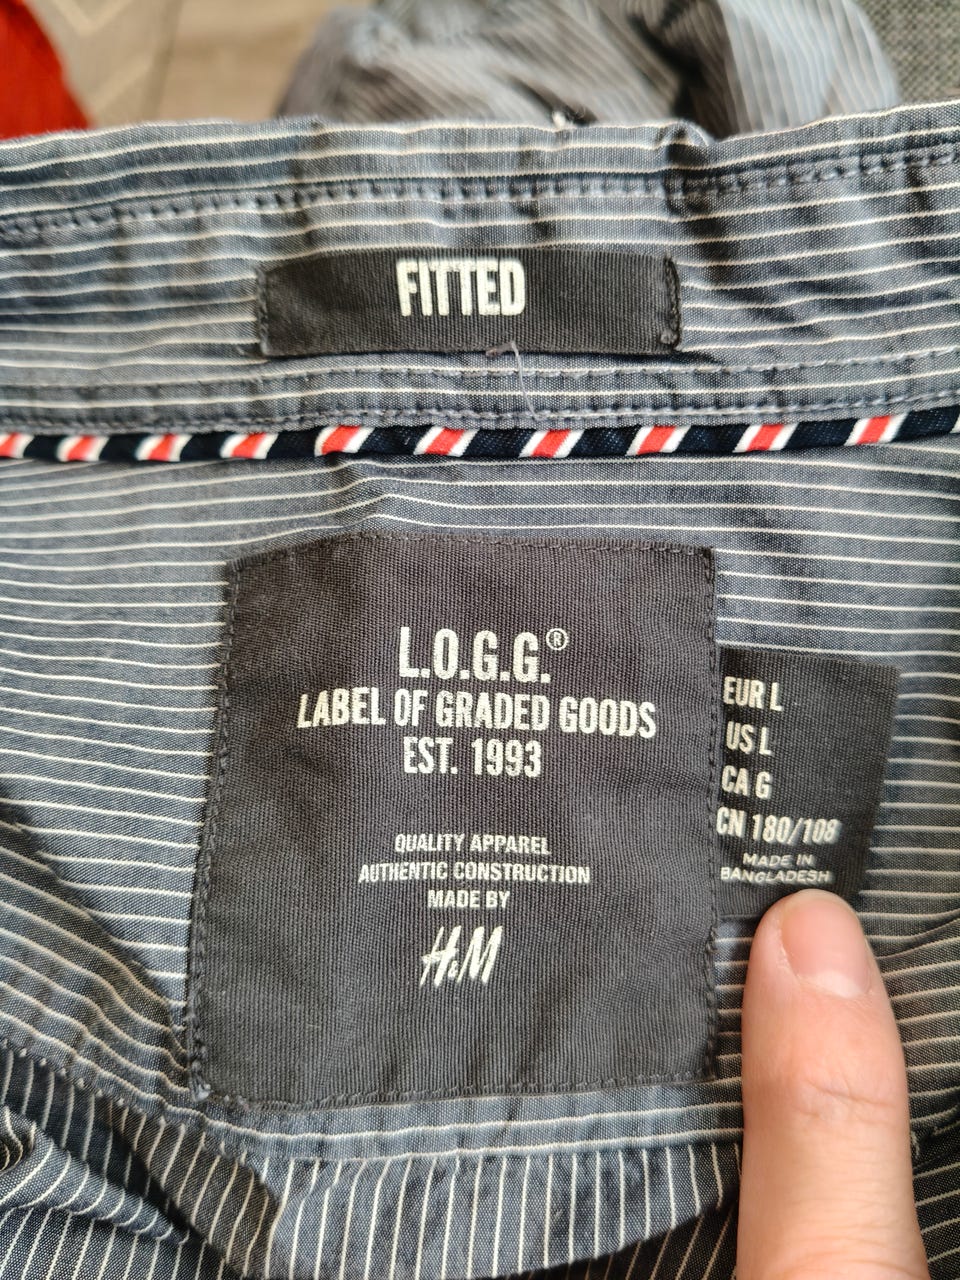 FITTED
L.O.G.G.®
LABEL OF GRADED GOODS
EST. 1993
QUALITY APPAREL
AUTHENTIC CONSTRUCTION
MADE BY
H&M
EUR L
US L
CA G
CN 180/108
MADE IN
BANGLADESH